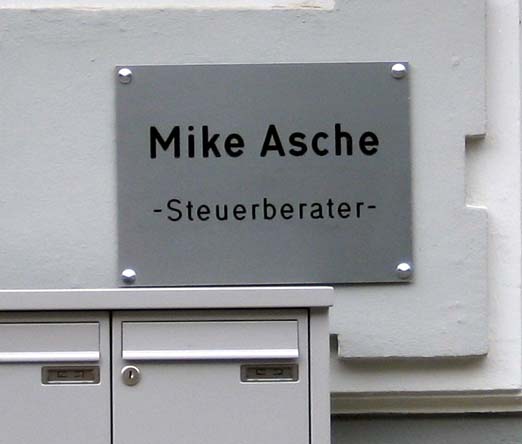 Mike Asche
-Steuerberater-